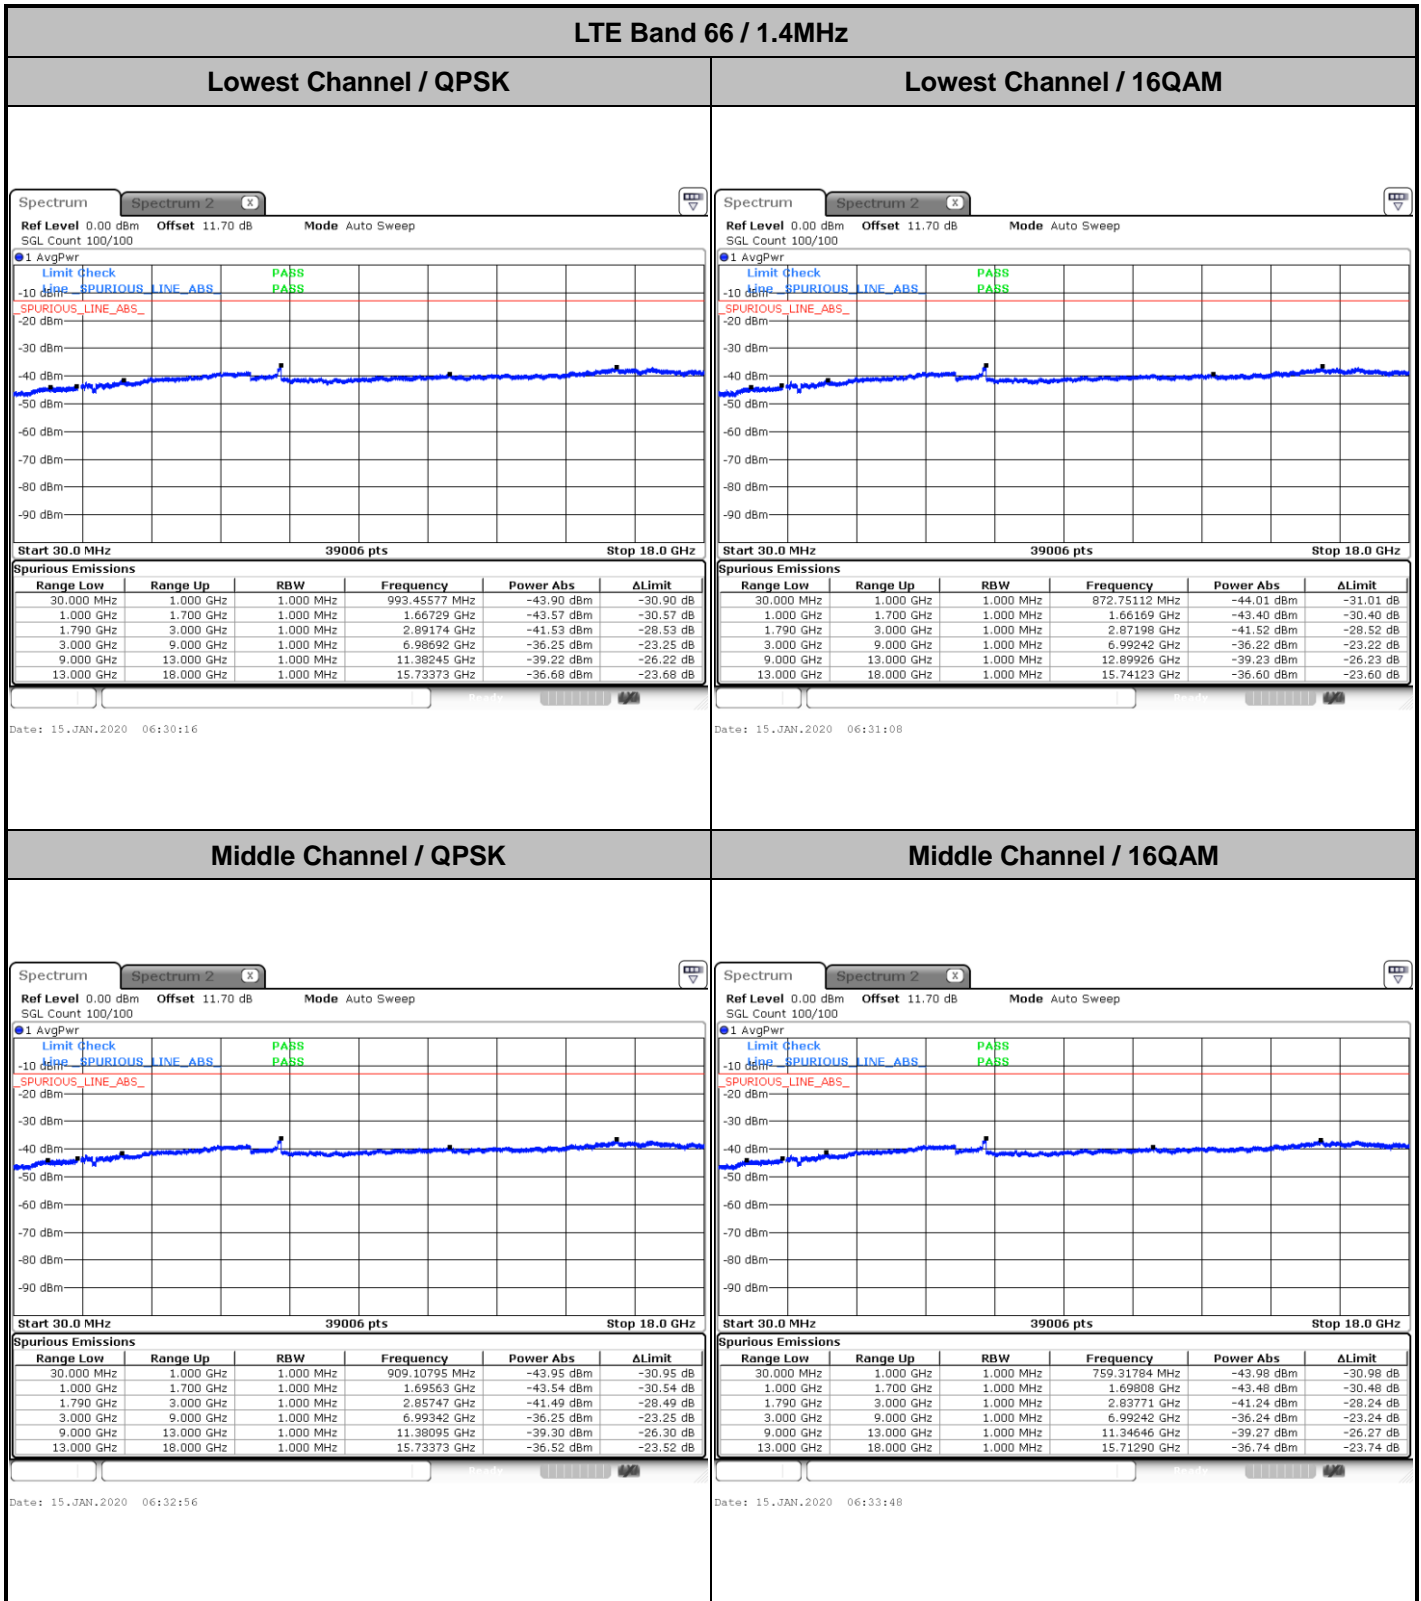 LTE Band 66 / 1.4MHz
Lowest Channel / QPSK
Lowest Channel / 16QAM
Spectrum Spectrum 2 X
Ref Level 0.00 dBm Offset 11.70 dB Mode Auto Sweep
SGL Count 100/100
1 AvgPwr
Limit Check PASS
Line _SPURIOUS_LINE_ABS_ PASS
-10 dBm
_SPURIOUS_LINE_ABS_
-20 dBm
-30 dBm
-40 dBm
-50 dBm
-60 dBm
-70 dBm
-80 dBm
-90 dBm
Start 30.0 MHz 39006 pts Stop 18.0 GHz
Spurious Emissions
Range Low Range Up RBW Frequency Power Abs ΔLimit
30.000 MHz 1.000 GHz 1.000 MHz 993.45577 MHz -43.90 dBm -30.90 dB
1.000 GHz 1.700 GHz 1.000 MHz 1.66729 GHz -43.57 dBm -30.57 dB
1.790 GHz 3.000 GHz 1.000 MHz 2.89174 GHz -41.53 dBm -28.53 dB
3.000 GHz 9.000 GHz 1.000 MHz 6.98692 GHz -36.25 dBm -23.25 dB
9.000 GHz 13.000 GHz 1.000 MHz 11.38245 GHz -39.22 dBm -26.22 dB
13.000 GHz 18.000 GHz 1.000 MHz 15.73373 GHz -36.68 dBm -23.68 dB
Ready
Date: 15.JAN.2020 06:30:16
Spectrum Spectrum 2 X
Ref Level 0.00 dBm Offset 11.70 dB Mode Auto Sweep
SGL Count 100/100
1 AvgPwr
Limit Check PASS
Line _SPURIOUS_LINE_ABS_ PASS
-10 dBm
_SPURIOUS_LINE_ABS_
-20 dBm
-30 dBm
-40 dBm
-50 dBm
-60 dBm
-70 dBm
-80 dBm
-90 dBm
Start 30.0 MHz 39006 pts Stop 18.0 GHz
Spurious Emissions
Range Low Range Up RBW Frequency Power Abs ΔLimit
30.000 MHz 1.000 GHz 1.000 MHz 872.75112 MHz -44.01 dBm -31.01 dB
1.000 GHz 1.700 GHz 1.000 MHz 1.66169 GHz -43.40 dBm -30.40 dB
1.790 GHz 3.000 GHz 1.000 MHz 2.87198 GHz -41.52 dBm -28.52 dB
3.000 GHz 9.000 GHz 1.000 MHz 6.99242 GHz -36.22 dBm -23.22 dB
9.000 GHz 13.000 GHz 1.000 MHz 12.89926 GHz -39.23 dBm -26.23 dB
13.000 GHz 18.000 GHz 1.000 MHz 15.74123 GHz -36.60 dBm -23.60 dB
Ready
Date: 15.JAN.2020 06:31:08
Middle Channel / QPSK
Middle Channel / 16QAM
Spectrum Spectrum 2 X
Ref Level 0.00 dBm Offset 11.70 dB Mode Auto Sweep
SGL Count 100/100
1 AvgPwr
Limit Check PASS
Line _SPURIOUS_LINE_ABS_ PASS
-10 dBm
_SPURIOUS_LINE_ABS_
-20 dBm
-30 dBm
-40 dBm
-50 dBm
-60 dBm
-70 dBm
-80 dBm
-90 dBm
Start 30.0 MHz 39006 pts Stop 18.0 GHz
Spurious Emissions
Range Low Range Up RBW Frequency Power Abs ΔLimit
30.000 MHz 1.000 GHz 1.000 MHz 909.10795 MHz -43.95 dBm -30.95 dB
1.000 GHz 1.700 GHz 1.000 MHz 1.69563 GHz -43.54 dBm -30.54 dB
1.790 GHz 3.000 GHz 1.000 MHz 2.85747 GHz -41.49 dBm -28.49 dB
3.000 GHz 9.000 GHz 1.000 MHz 6.99342 GHz -36.25 dBm -23.25 dB
9.000 GHz 13.000 GHz 1.000 MHz 11.38095 GHz -39.30 dBm -26.30 dB
13.000 GHz 18.000 GHz 1.000 MHz 15.73373 GHz -36.52 dBm -23.52 dB
Ready
Date: 15.JAN.2020 06:32:56
Spectrum Spectrum 2 X
Ref Level 0.00 dBm Offset 11.70 dB Mode Auto Sweep
SGL Count 100/100
1 AvgPwr
Limit Check PASS
Line _SPURIOUS_LINE_ABS_ PASS
-10 dBm
_SPURIOUS_LINE_ABS_
-20 dBm
-30 dBm
-40 dBm
-50 dBm
-60 dBm
-70 dBm
-80 dBm
-90 dBm
Start 30.0 MHz 39006 pts Stop 18.0 GHz
Spurious Emissions
Range Low Range Up RBW Frequency Power Abs ΔLimit
30.000 MHz 1.000 GHz 1.000 MHz 759.31784 MHz -43.98 dBm -30.98 dB
1.000 GHz 1.700 GHz 1.000 MHz 1.69808 GHz -43.48 dBm -30.48 dB
1.790 GHz 3.000 GHz 1.000 MHz 2.83771 GHz -41.24 dBm -28.24 dB
3.000 GHz 9.000 GHz 1.000 MHz 6.99242 GHz -36.24 dBm -23.24 dB
9.000 GHz 13.000 GHz 1.000 MHz 11.34646 GHz -39.27 dBm -26.27 dB
13.000 GHz 18.000 GHz 1.000 MHz 15.71290 GHz -36.74 dBm -23.74 dB
Ready
Date: 15.JAN.2020 06:33:48